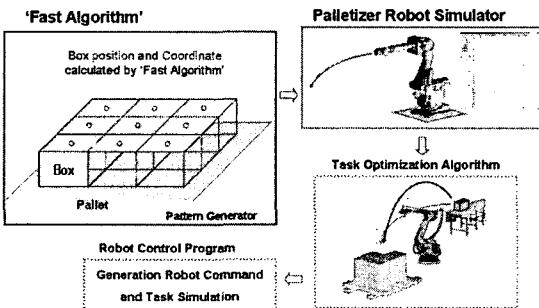 'Fast Algorithm'
Box position and Coordinate
calculated by 'Fast Algorithm'
Box
Pallet
Pattern Generator
Palletizer Robot Simulator
Task Optimization Algorithm
Robot Control Program
Generation Robot Command
and Task Simulation